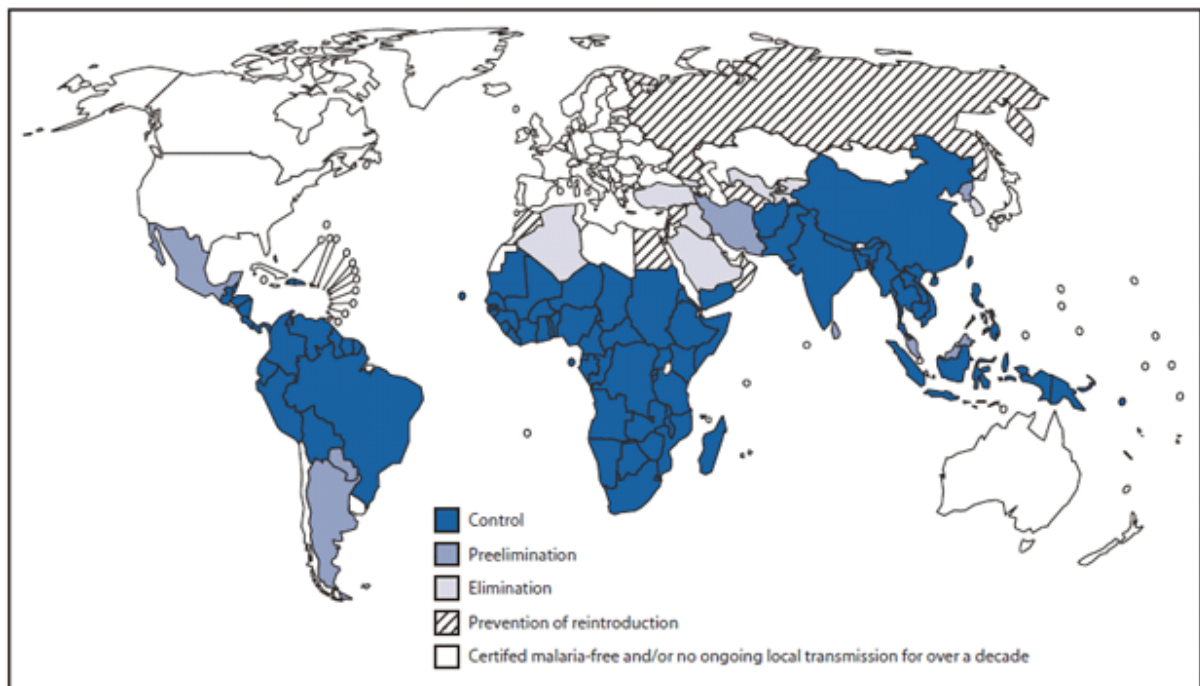 Control
Preelimination
Elimination
Prevention of reintroduction
Certifed malaria-free and/or no ongoing local transmission for over a decade